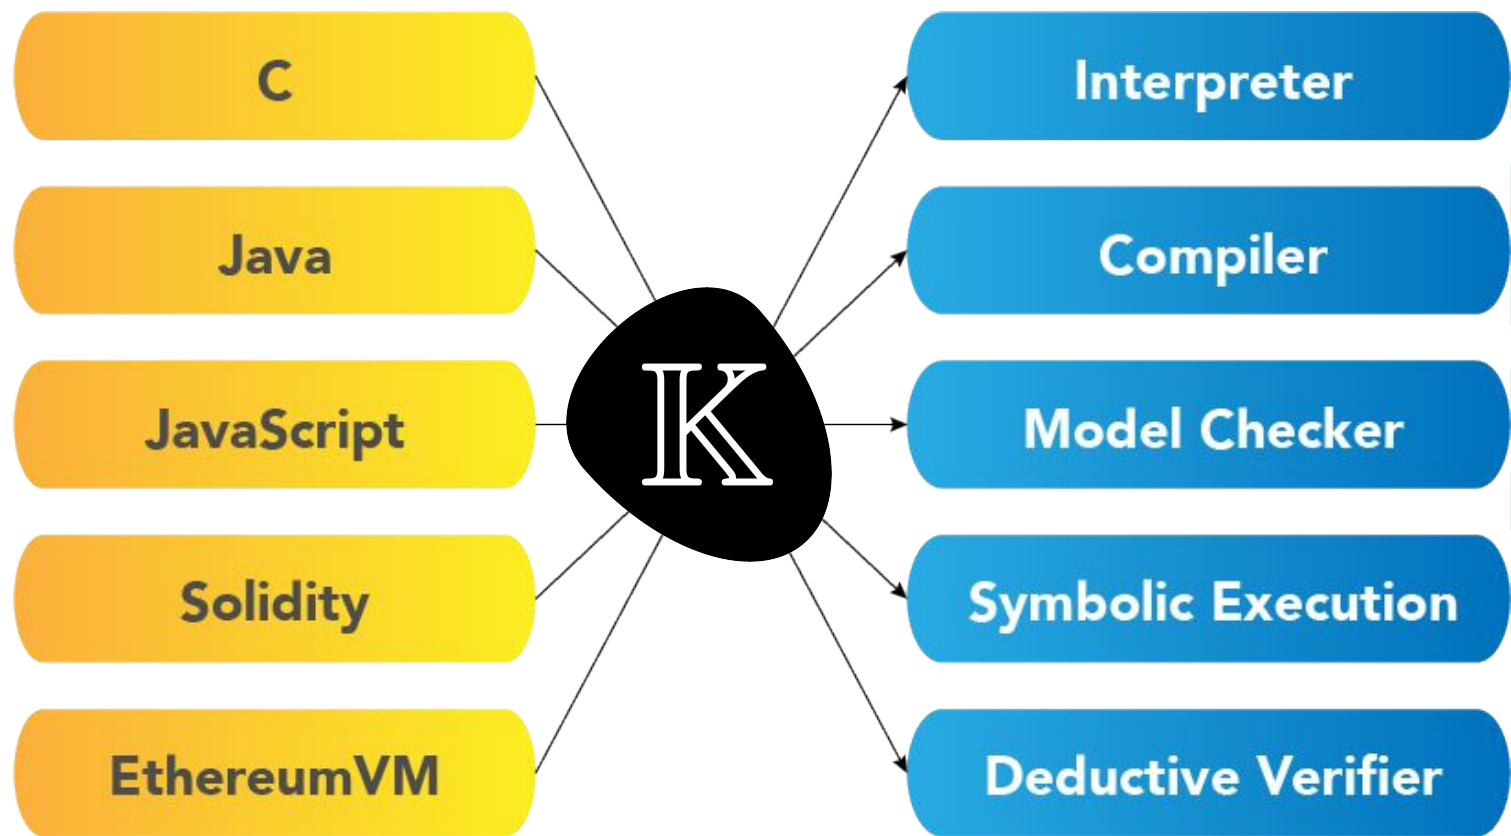 C
Java
JavaScript
Solidity
EthereumVM
𝕂
Interpreter
Compiler
Model Checker
Symbolic Execution
Deductive Verifier